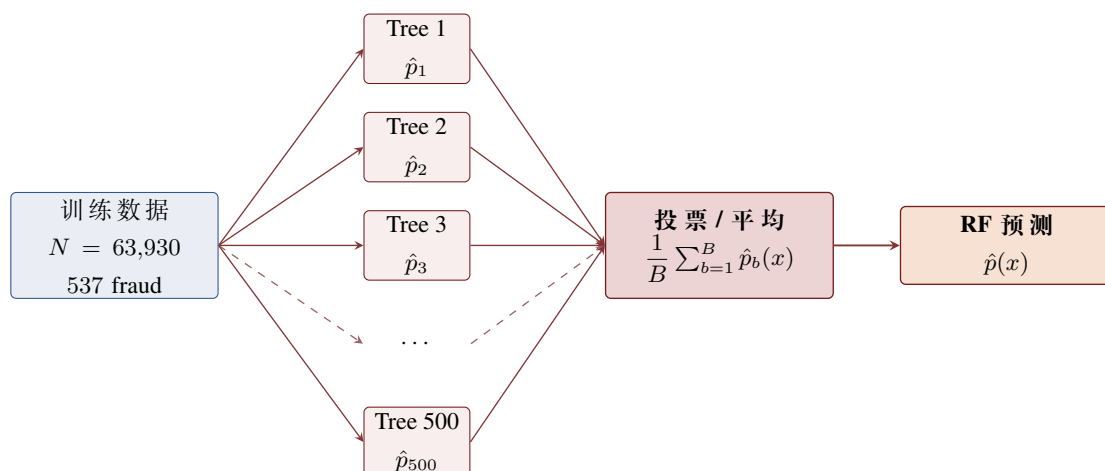 训练数据
N = 63,930
537 fraud
Tree 1
p̂₁
Tree 2
p̂₂
Tree 3
p̂₃
...
Tree 500
p̂₅₀₀
投票 / 平均
1/B ∑_{b=1}^{B} p̂_b(x)
RF 预测
p̂(x)